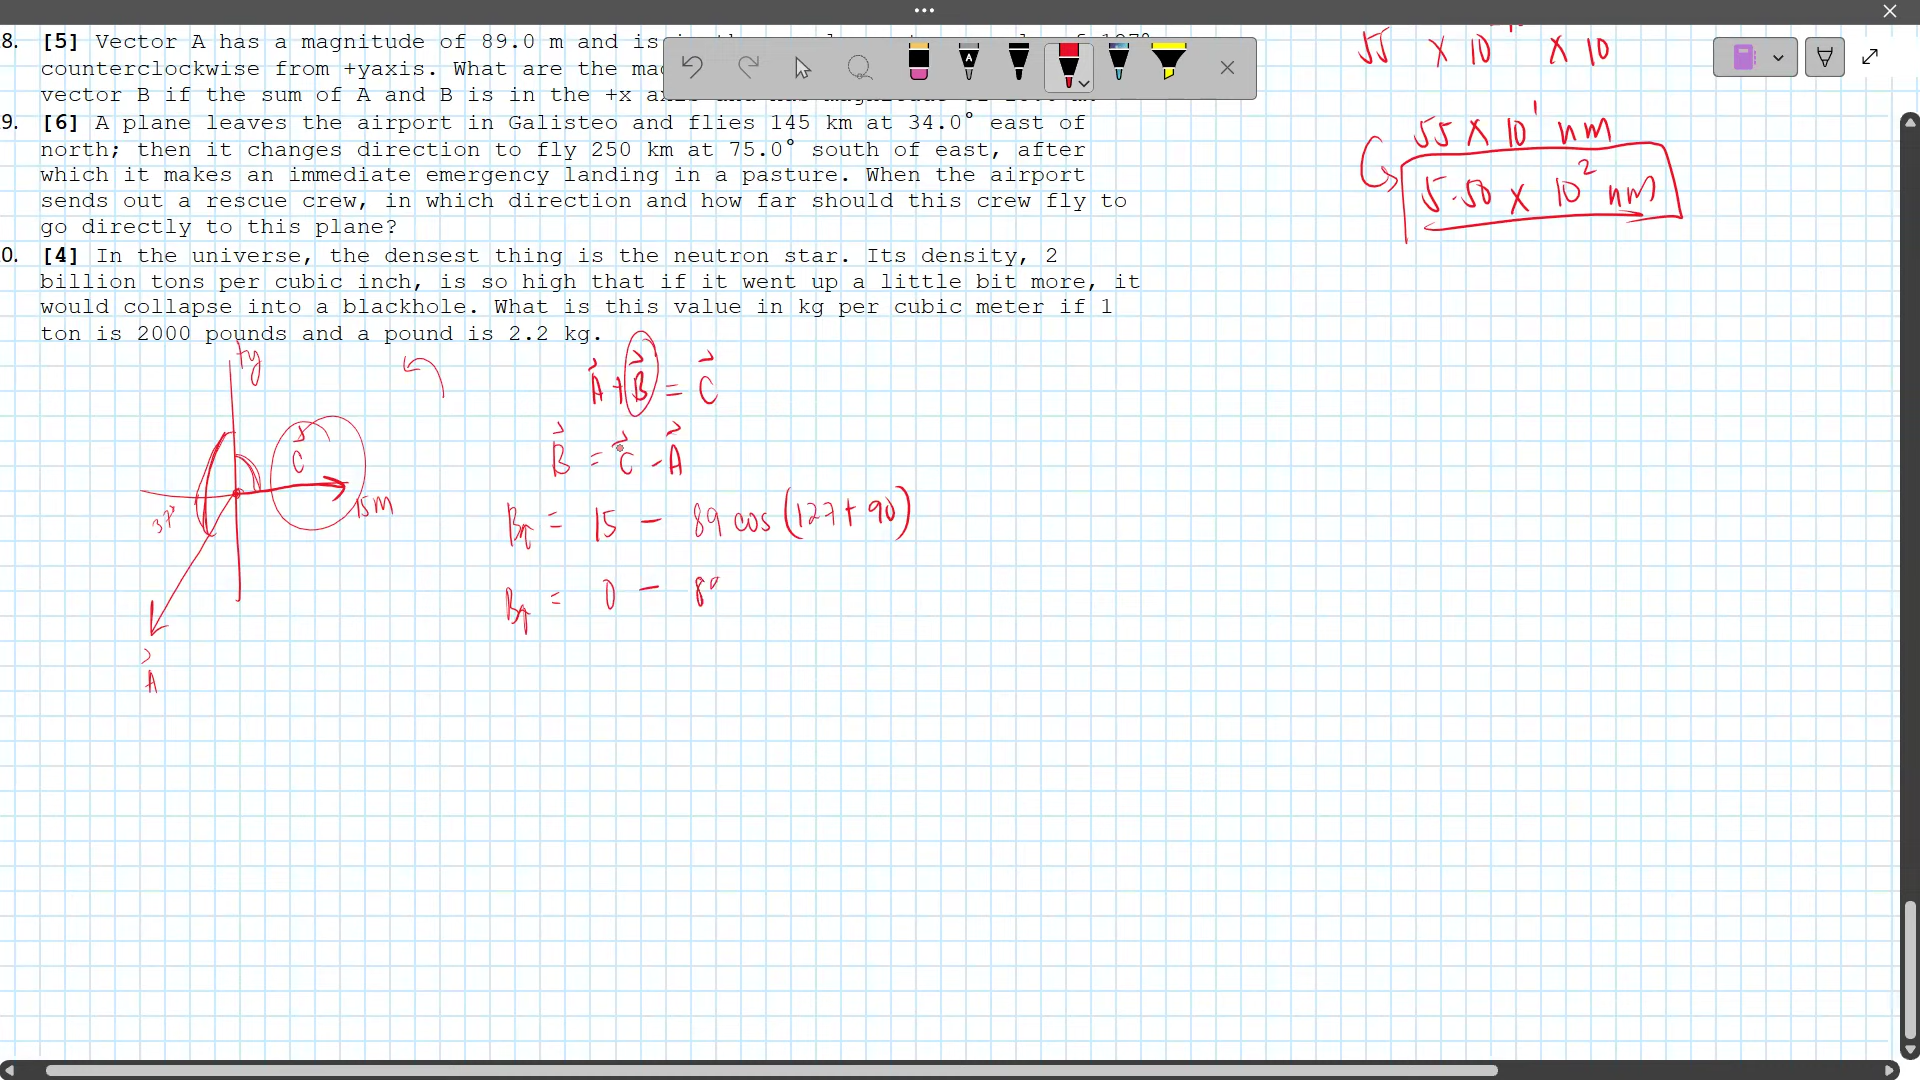 8. [5] Vector A has a magnitude of 89.0 m and is
counterclockwise from +yaxis. What are the
vector B if the sum of A and B is in the +x
9. [6] A plane leaves the airport in Galisteo and flies 145 km at 34.0° east of
north; then it changes direction to fly 250 km at 75.0° south of east, after
which it makes an immediate emergency landing in a pasture. When the airport
sends out a rescue crew, in which direction and how far should this crew fly to
go directly to this plane?
0. [4] In the universe, the densest thing is the neutron star. Its density, 2
billion tons per cubic inch, is so high that if it went up a little bit more, it
would collapse into a blackhole. What is this value in kg per cubic meter if 1
ton is 2000 pounds and a pound is 2.2 kg.
+y
C⃗
15m
37°
A⃗
A⃗ + B⃗ = C⃗
B⃗ = C⃗ - A⃗
= 15 - 89 cos (127 + 90)
= 0 - 89
55 x 10 x 10
55 x 10¹ nm
5.50 x 10² nm